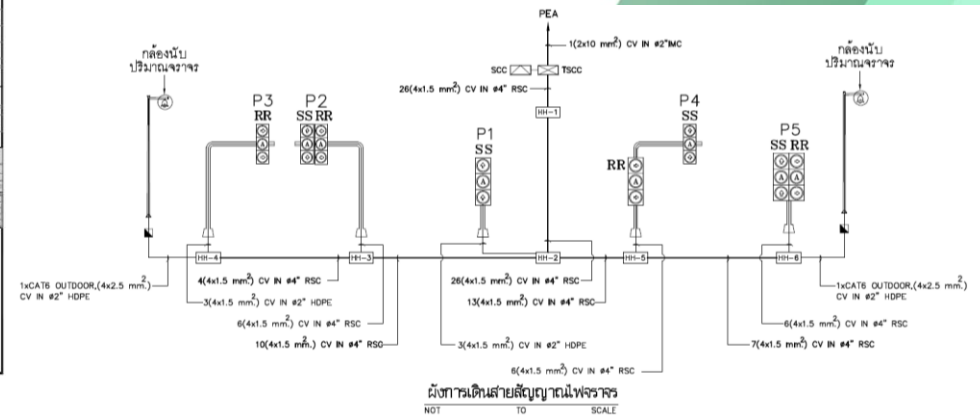 PEA
1(2x10 mm²) CV IN ø2"IMC
SCC
TSCC
26(4x1.5 mm²) CV IN ø4" RSC
HH-1
กล้องนับ
ปริมาณจราจร
P3
RR
P2
SS RR
P1
SS
P4
SS
RR
P5
SS RR
กล้องนับ
ปริมาณจราจร
HH-4
HH-3
HH-2
HH-5
HH-6
1xCAT6 OUTDOOR,(4x2.5 mm²)
CV IN ø2" HDPE
4(4x1.5 mm²) CV IN ø4" RSC
3(4x1.5 mm²) CV IN ø2" HDPE
6(4x1.5 mm²) CV IN ø4" RSC
10(4x1.5 mm²) CV IN ø4" RSC
26(4x1.5 mm²) CV IN ø4" RSC
13(4x1.5 mm²) CV IN ø4" RSC
3(4x1.5 mm²) CV IN ø2" HDPE
6(4x1.5 mm²) CV IN ø4" RSC
1xCAT6 OUTDOOR,(4x2.5 mm²)
CV IN ø2" HDPE
6(4x1.5 mm²) CV IN ø4" RSC
7(4x1.5 mm²) CV IN ø4" RSC
ผังการเดินสายสัญญาณไฟจราจร
NOT TO SCALE